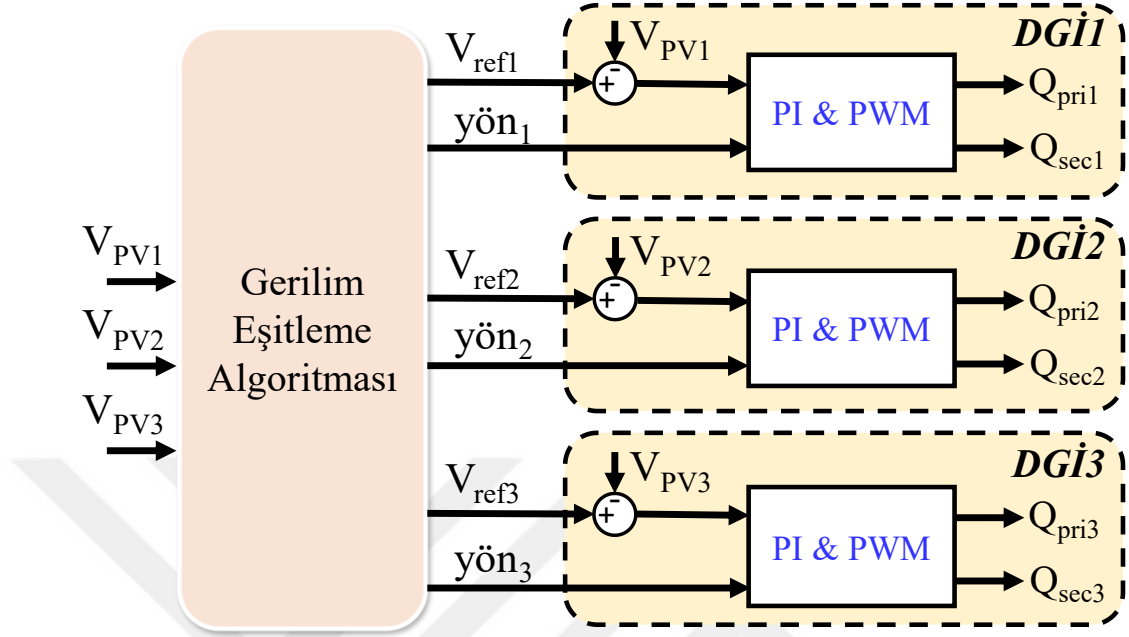 V_PV1
V_PV2
V_PV3
Gerilim
Eşitleme
Algoritması
V_ref1
yön_1
DGİ1
V_PV1
+ -
PI & PWM
Q_pri1
Q_sec1
V_ref2
yön_2
DGİ2
V_PV2
+ -
PI & PWM
Q_pri2
Q_sec2
V_ref3
yön_3
DGİ3
V_PV3
+ -
PI & PWM
Q_pri3
Q_sec3